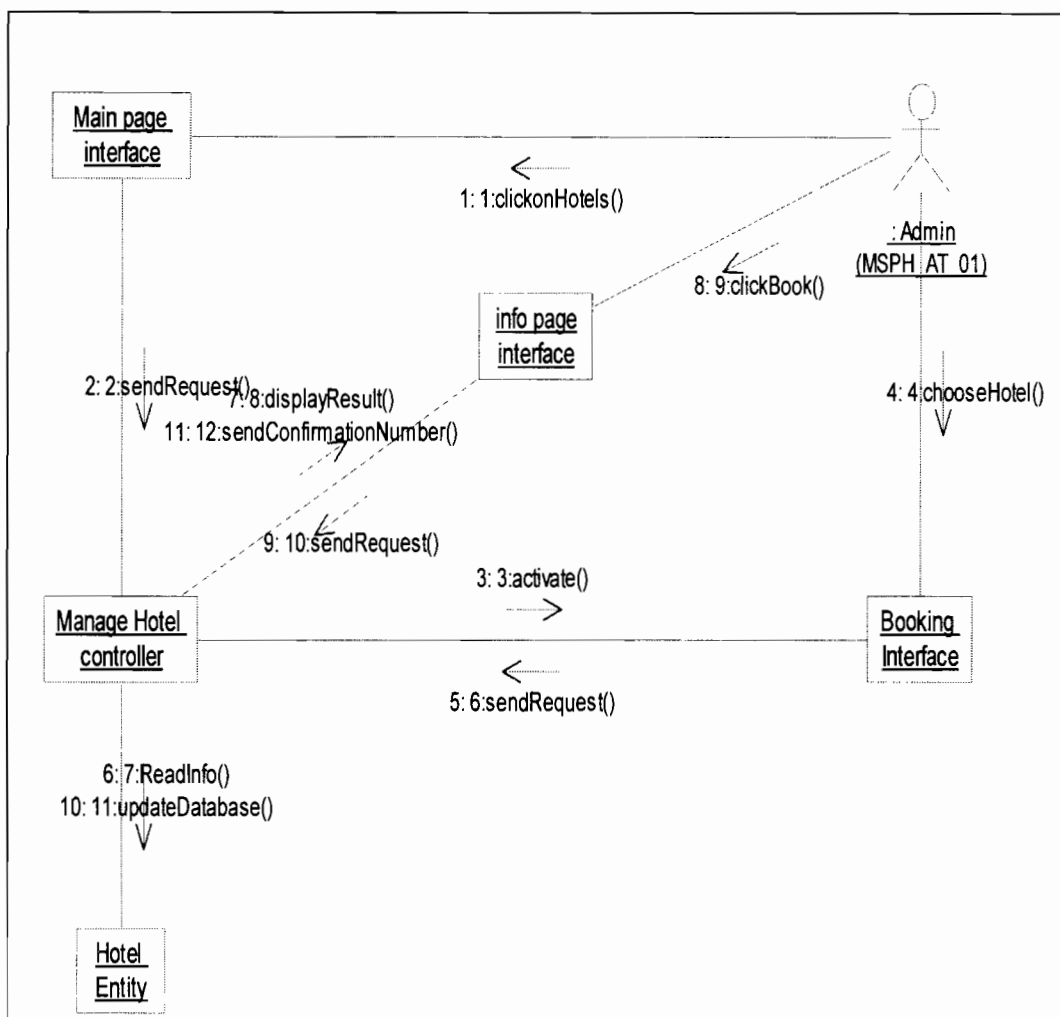 Main page
interface
1: 1:clickonHotels()
: Admin
(MSPH_AT_01)
8: 9:clickBook()
info page
interface
2: 2:sendRequest()
7: 8:displayResult()
11: 12:sendConfirmationNumber()
4: 4:chooseHotel()
9: 10:sendRequest()
3: 3:activate()
Manage Hotel
controller
Booking
Interface
5: 6:sendRequest()
6: 7:ReadInfo()
10: 11:updateDatabase()
Hotel
Entity